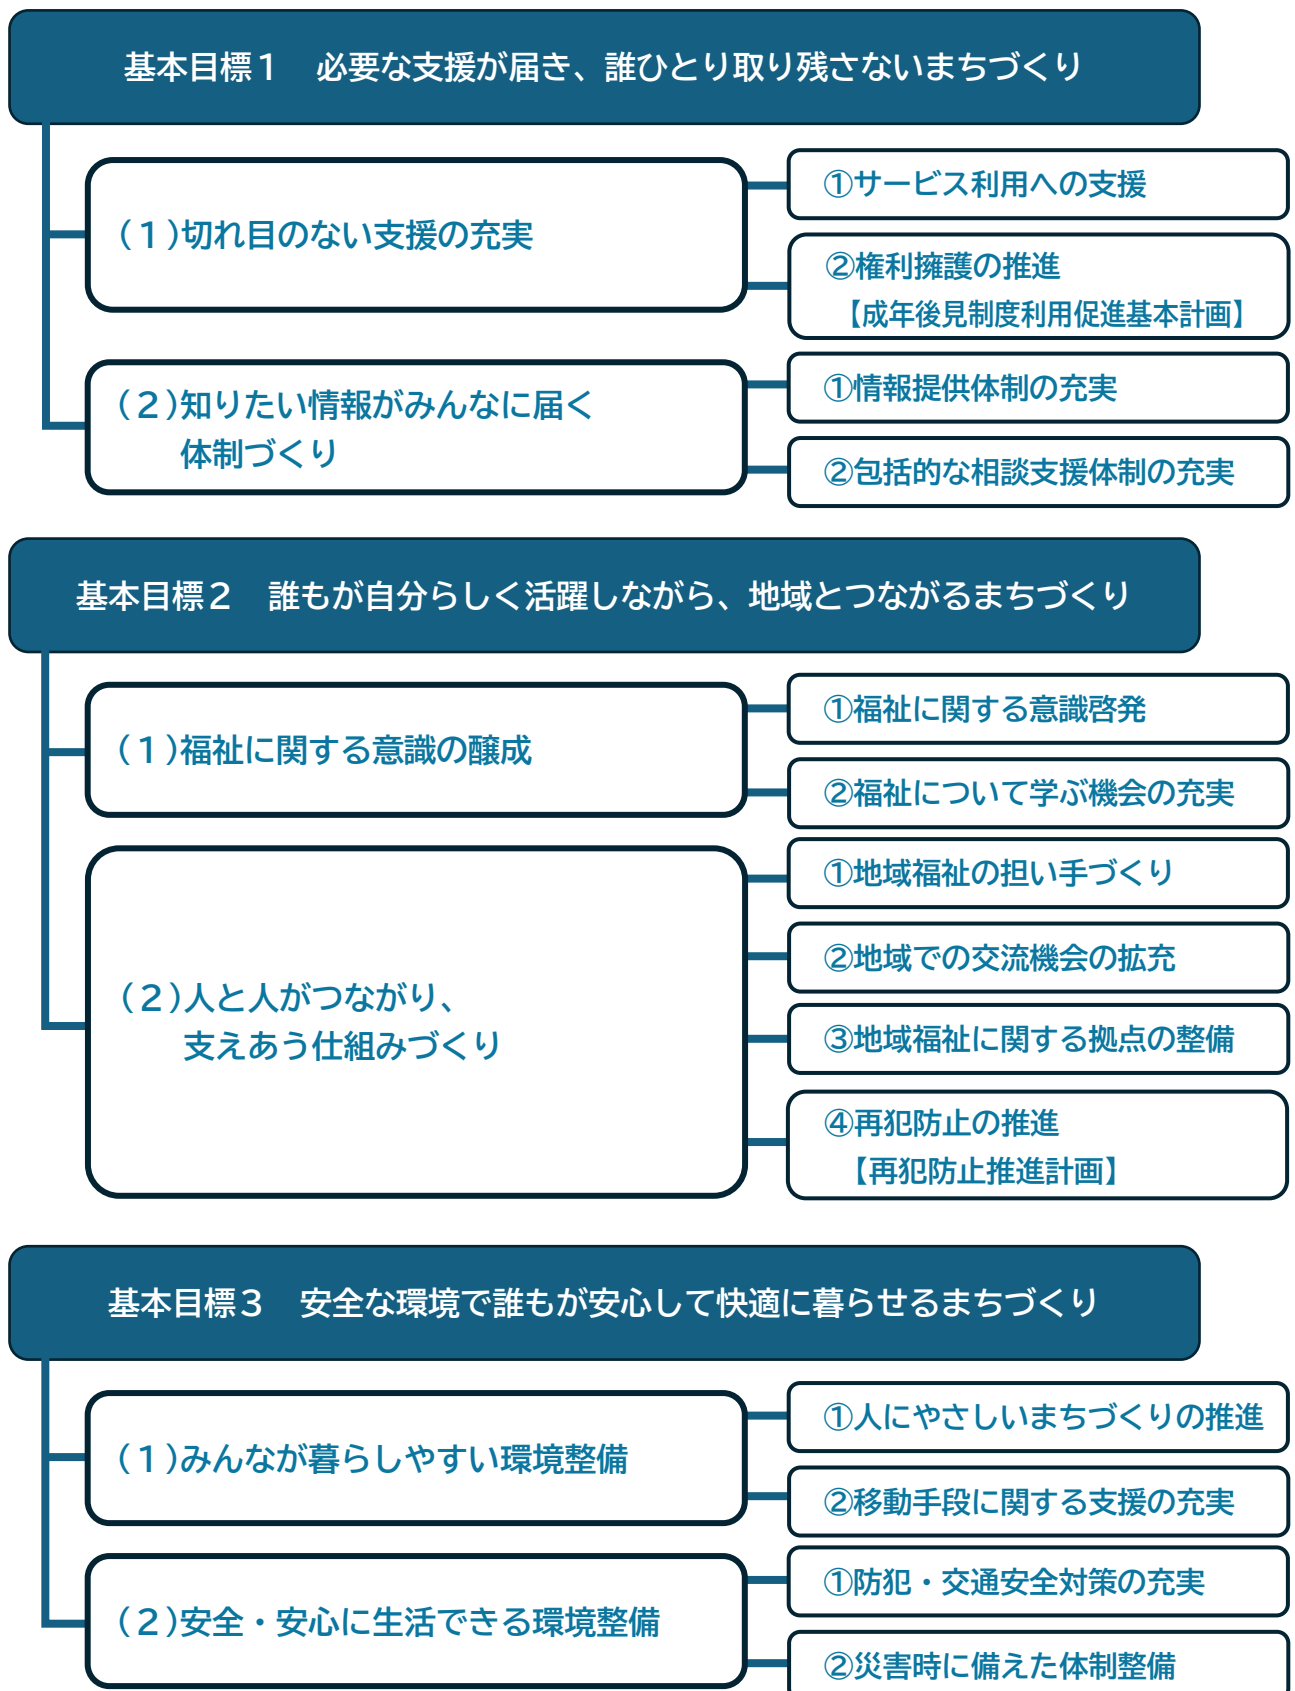 基本目標１　必要な支援が届き、誰ひとり取り残さないまちづくり
（１）切れ目のない支援の充実
①サービス利用への支援
②権利擁護の推進
【成年後見制度利用促進基本計画】
（２）知りたい情報がみんなに届く
体制づくり
①情報提供体制の充実
②包括的な相談支援体制の充実
基本目標２　誰もが自分らしく活躍しながら、地域とつながるまちづくり
（１）福祉に関する意識の醸成
①福祉に関する意識啓発
②福祉について学ぶ機会の充実
（２）人と人がつながり、
支えあう仕組みづくり
①地域福祉の担い手づくり
②地域での交流機会の拡充
③地域福祉に関する拠点の整備
④再犯防止の推進
【再犯防止推進計画】
基本目標３　安全な環境で誰もが安心して快適に暮らせるまちづくり
（１）みんなが暮らしやすい環境整備
①人にやさしいまちづくりの推進
②移動手段に関する支援の充実
（２）安全・安心に生活できる環境整備
①防犯・交通安全対策の充実
②災害時に備えた体制整備